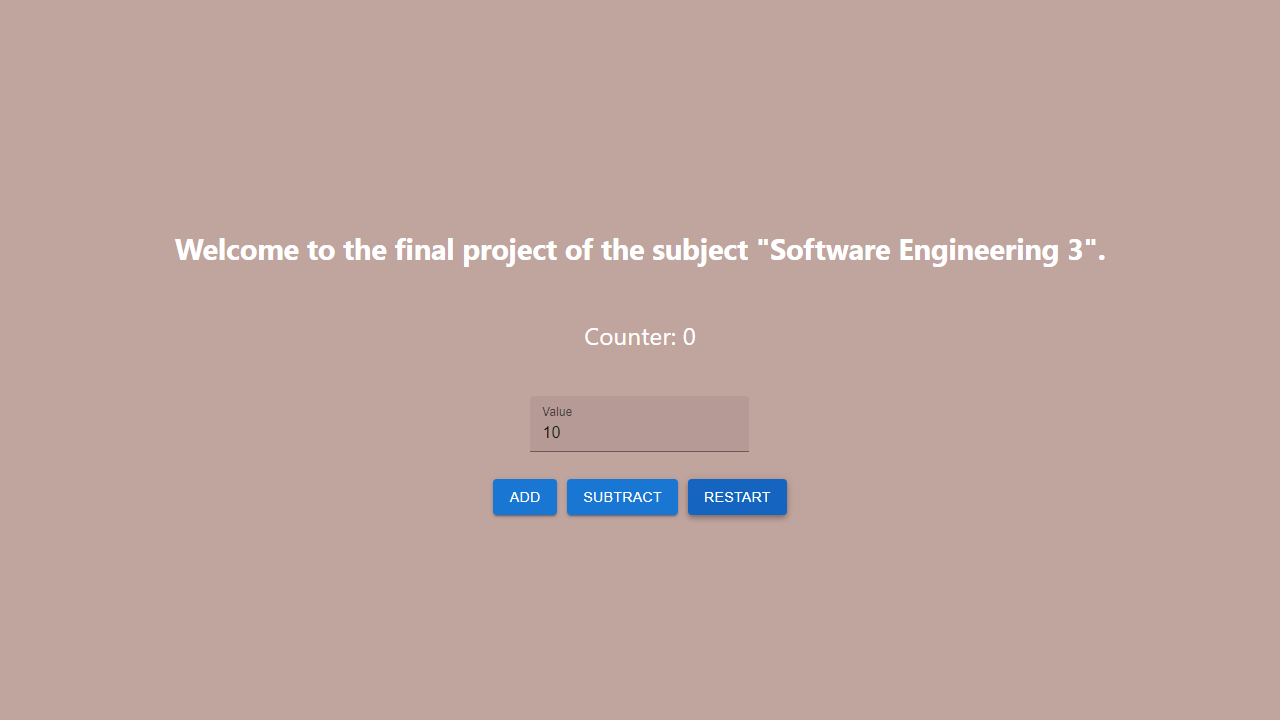 Welcome to the final project of the subject "Software Engineering 3".
Counter: 0
Value
10
ADD SUBTRACT RESTART